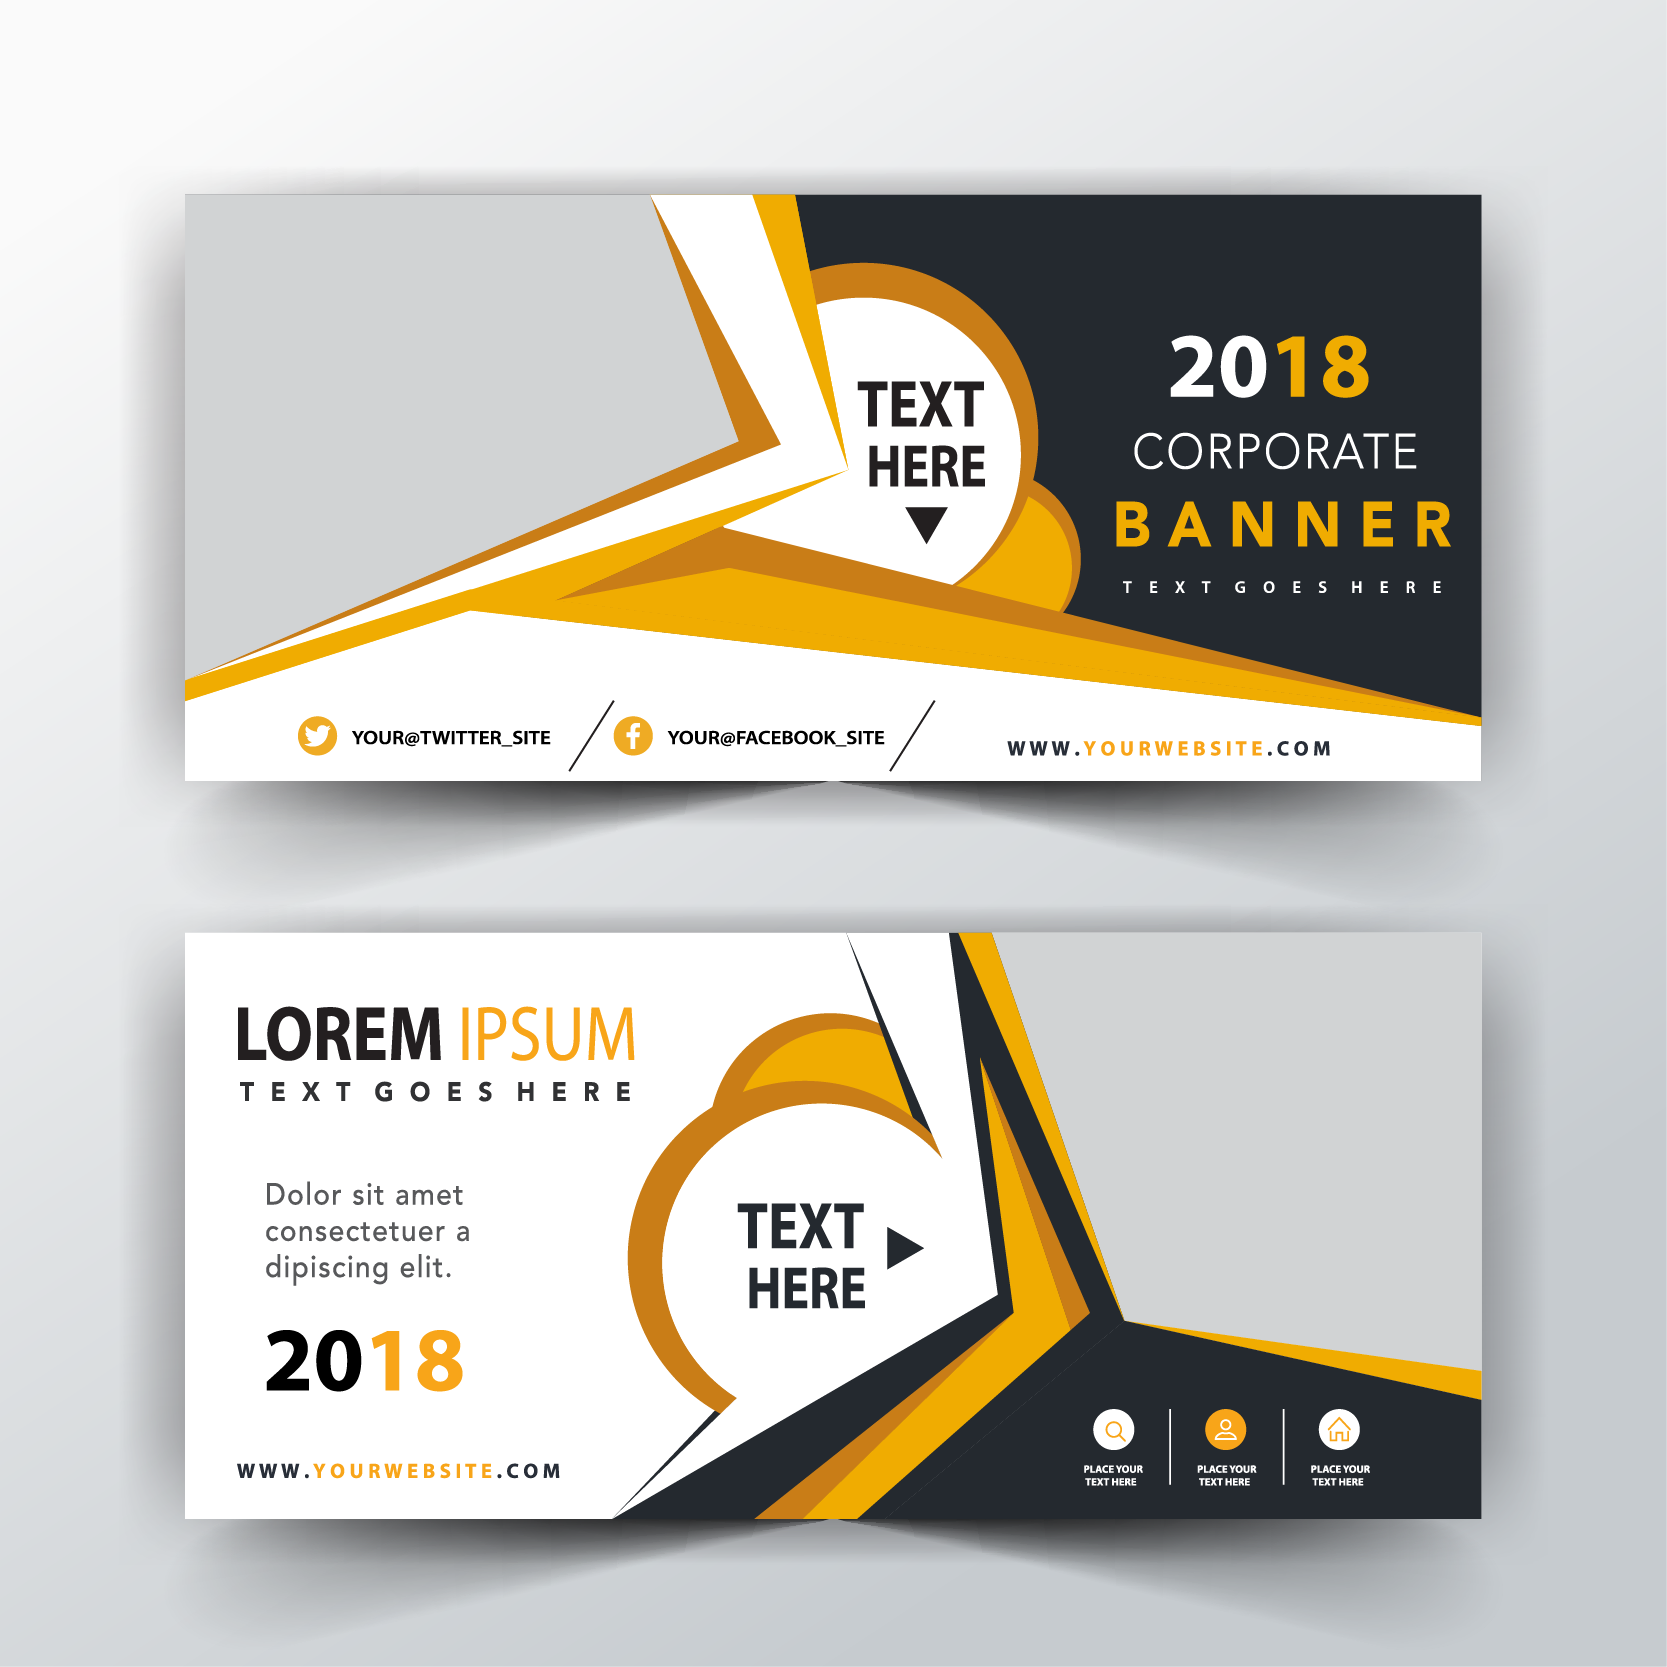 TEXT
HERE
2018
CORPORATE
BANNER
TEXT GOES HERE
YOUR@TWITTER_SITE
YOUR@FACEBOOK_SITE
WWW.YOURWEBSITE.COM
LOREM IPSUM
TEXT GOES HERE
Dolor sit amet
consectetuer a
dipiscing elit.
2018
WWW.YOURWEBSITE.COM
TEXT
HERE
PLACE YOUR
TEXT HERE
PLACE YOUR
TEXT HERE
PLACE YOUR
TEXT HERE